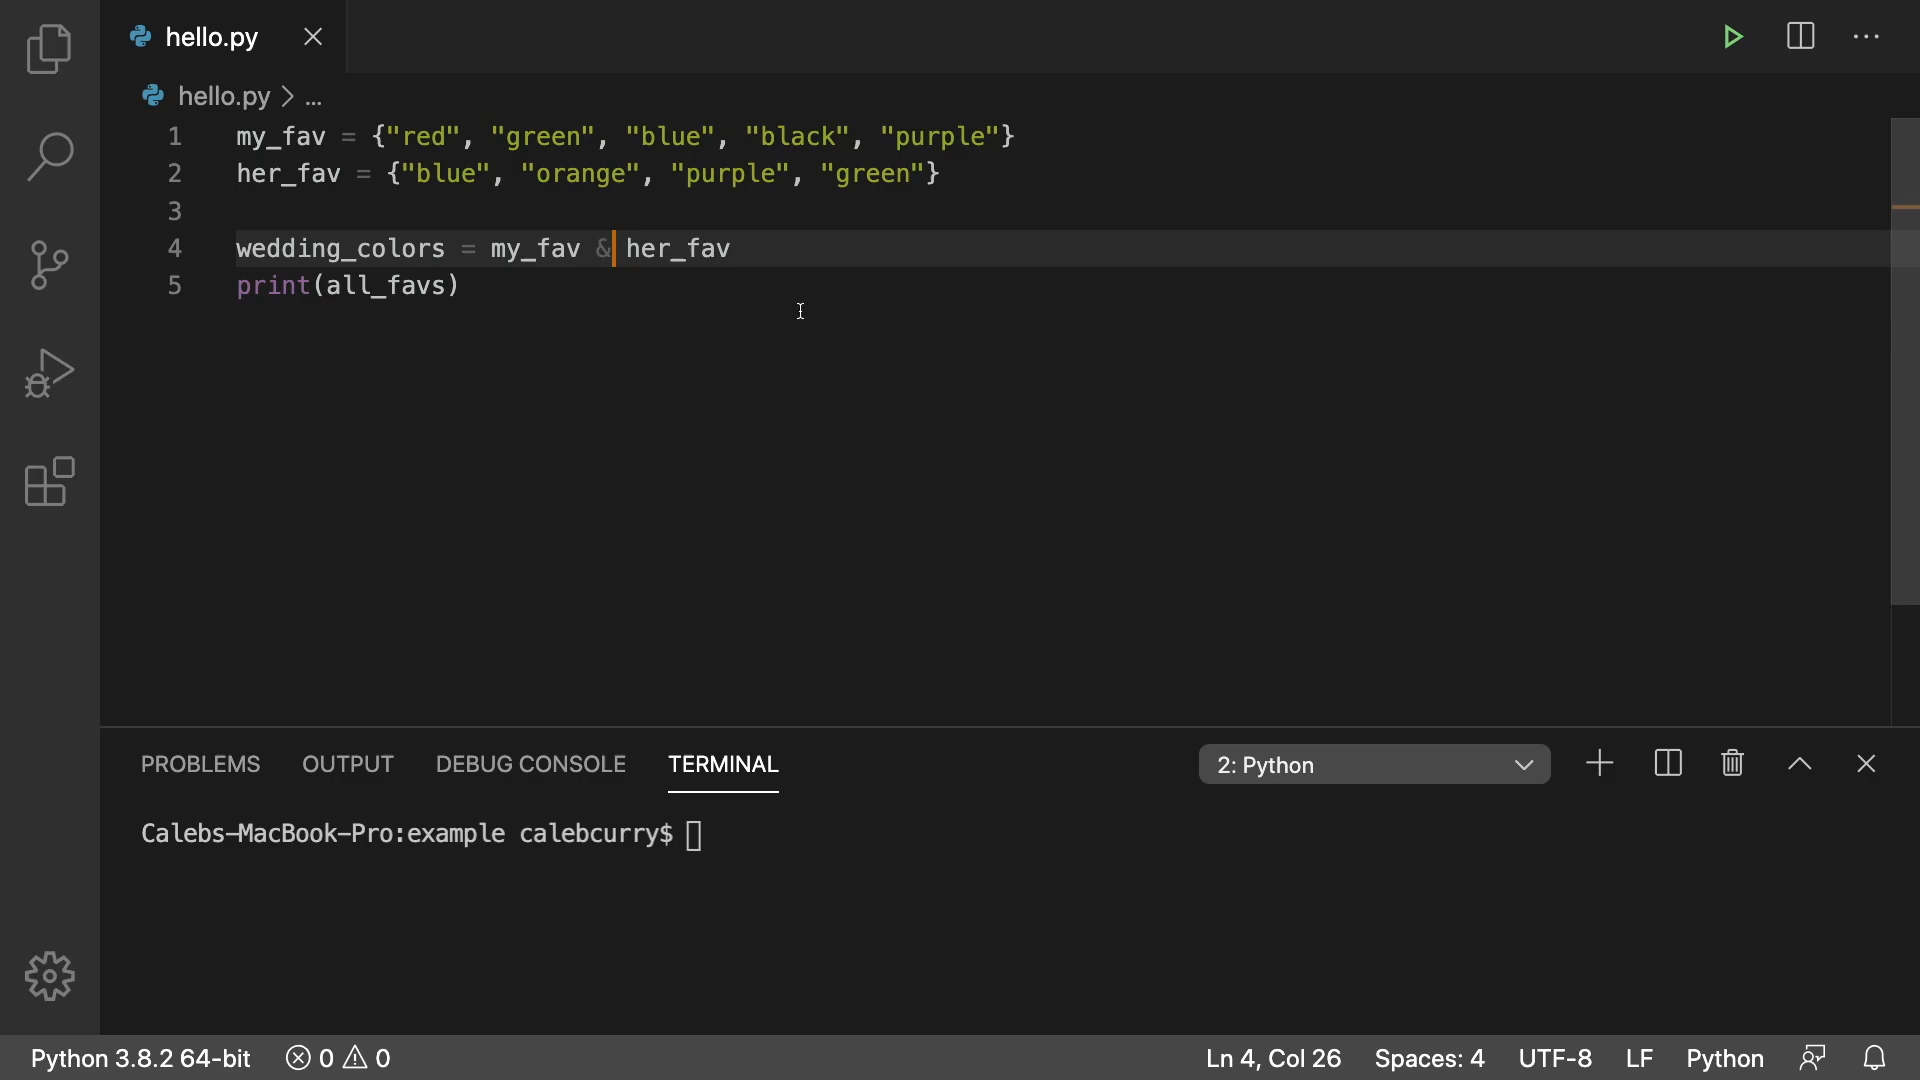 hello.py
hello.py > ...
1 my_fav = {"red", "green", "blue", "black", "purple"}
2 her_fav = {"blue", "orange", "purple", "green"}
3
4 wedding_colors = my_fav & her_fav
5 print(all_favs)
PROBLEMS OUTPUT DEBUG CONSOLE TERMINAL 2: Python
Calebs-MacBook-Pro:example calebcurry$
Python 3.8.2 64-bit 0 0 Ln 4, Col 26 Spaces: 4 UTF-8 LF Python